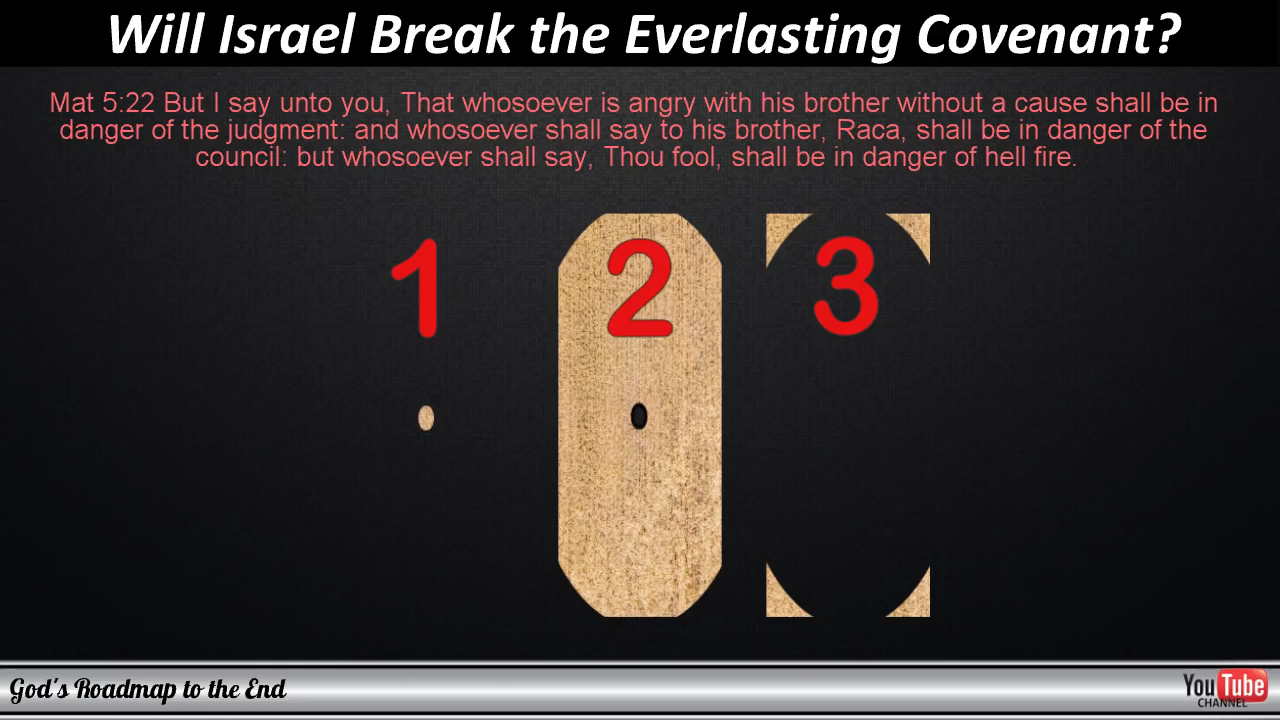 Will Israel Break the Everlasting Covenant?
Mat 5:22 But I say unto you, That whosoever is angry with his brother without a cause shall be in
danger of the judgment: and whosoever shall say to his brother, Raca, shall be in danger of the
council: but whosoever shall say, Thou fool, shall be in danger of hell fire.
1 2 3
God's Roadmap to the End
YouTube
CHANNEL